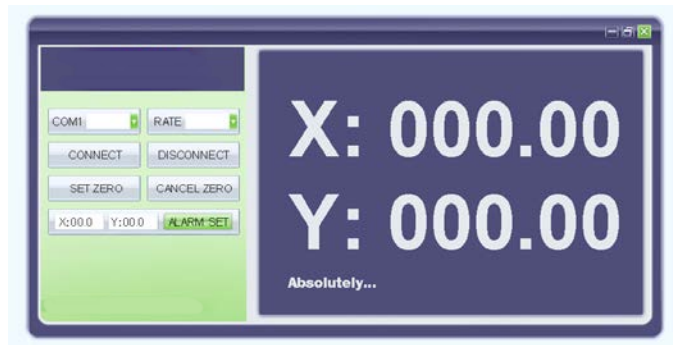 COM1 RATE
CONNECT DISCONNECT
SET ZERO CANCEL ZERO
X:00.0 Y:00.0 ALARM SET
X: 000.00
Y: 000.00
Absolutely...